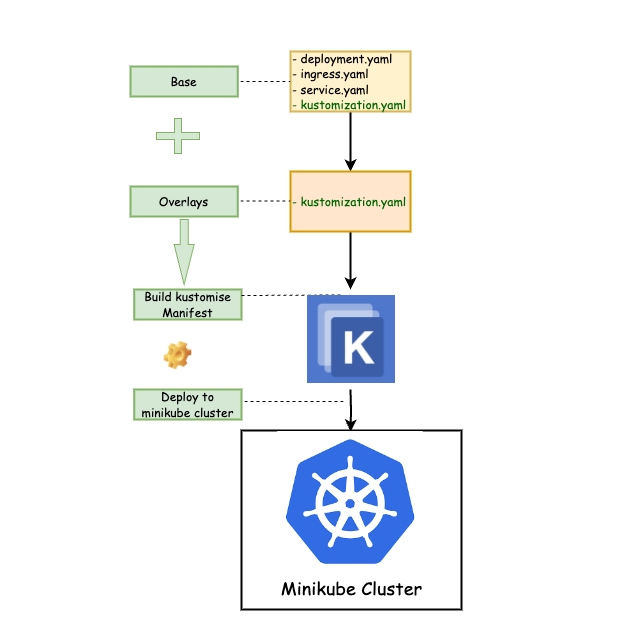 Base
- deployment.yaml
- ingress.yaml
- service.yaml
- kustomization.yaml
Overlays
- kustomization.yaml
Build kustomise
Manifest
K
Deploy to
minikube cluster
Minikube Cluster